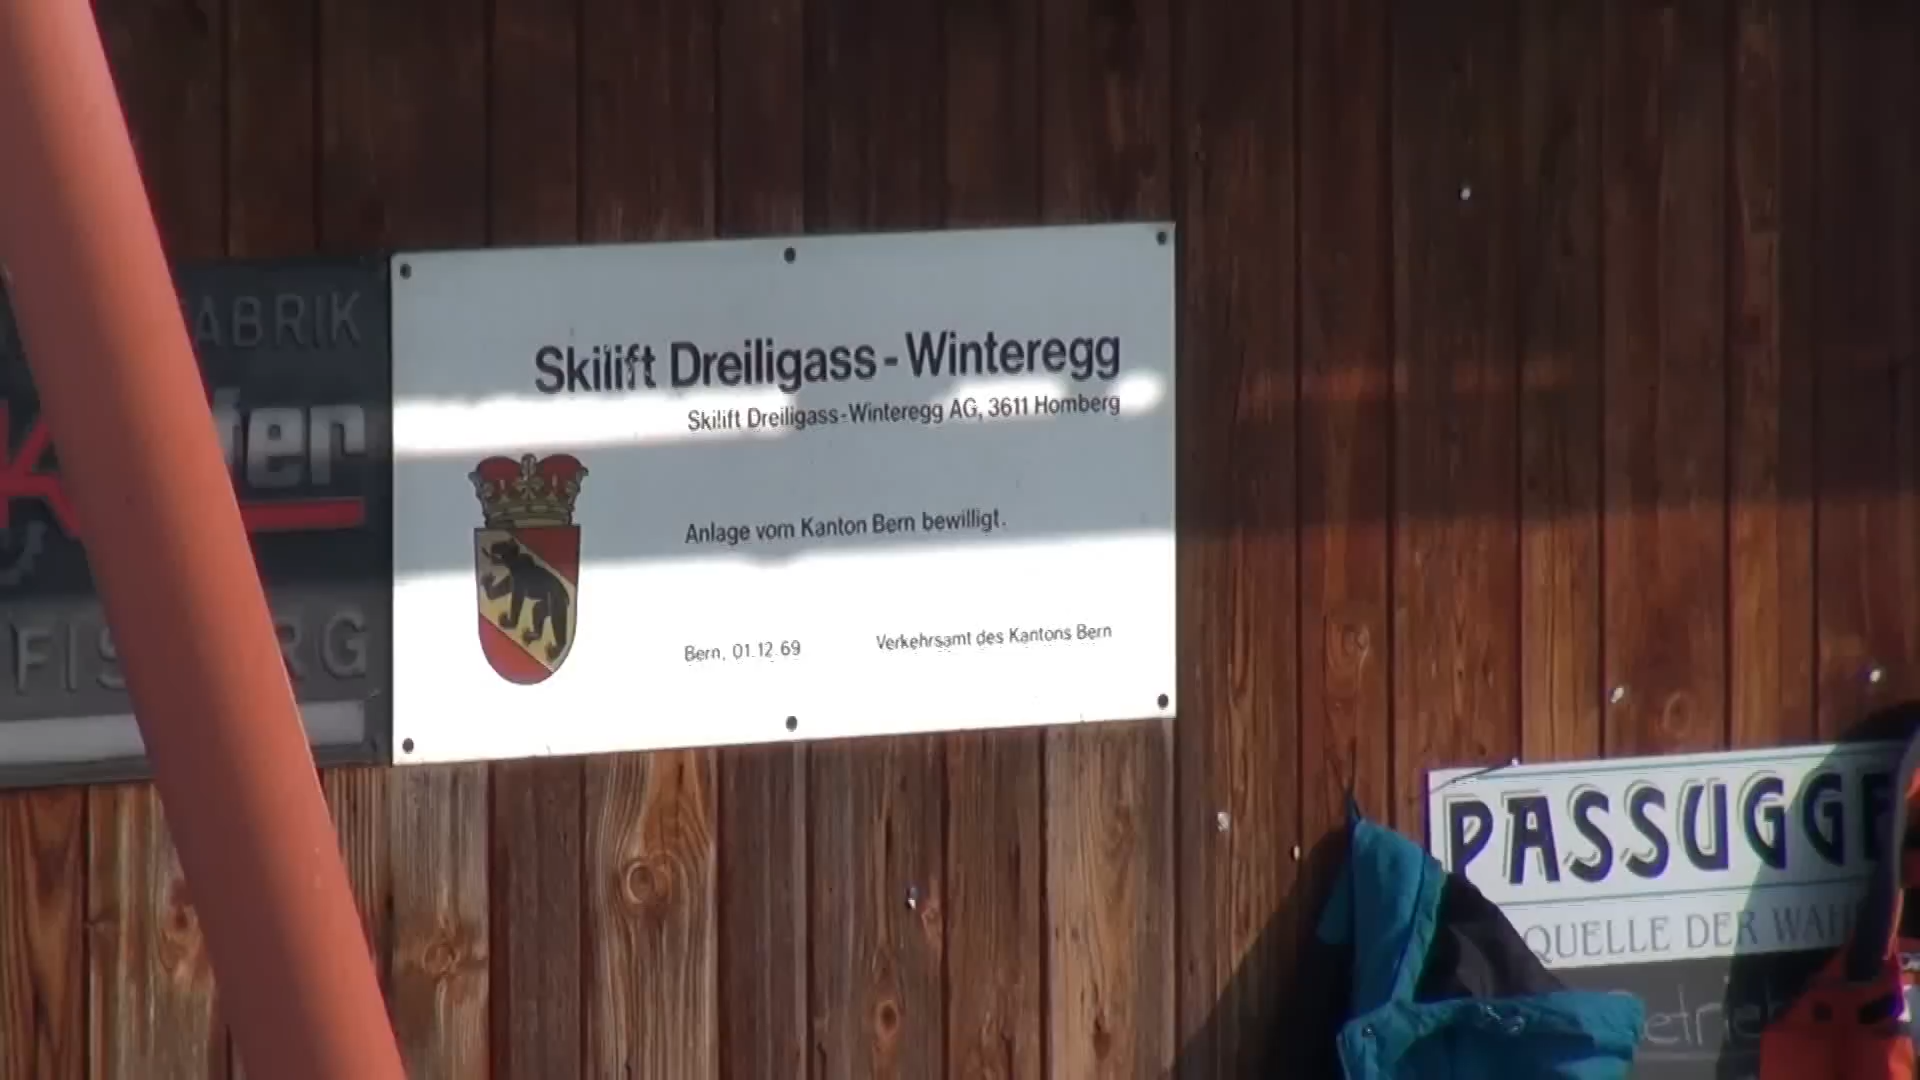 Skilift Dreiligass-Winteregg
Skilift Dreiligass-Winteregg AG, 3611 Homberg
Anlage vom Kanton Bern bewilligt.
Bern, 01.12.69 Verkehrsamt des Kantons Bern
PASSUGG
QUELLE DER